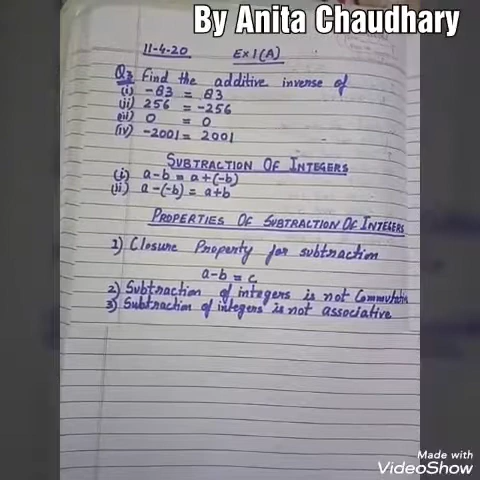 By Anita Chaudhary
11-4-20 Ex 1(A)
Q3 Find the additive inverse of
(i) -83 = 83
(ii) 256 = -256
(iii) 0 = 0
(iv) -2001 = 2001
SUBTRACTION OF INTEGERS
(i) a-b = a+(-b)
(ii) a-(-b) = a+b
PROPERTIES OF SUBTRACTION OF INTEGERS
1) Closure Property for subtraction
a-b = c
2) Subtraction of integers is not Commutative
3) Subtraction of integers is not associative
Made with
VideoShow